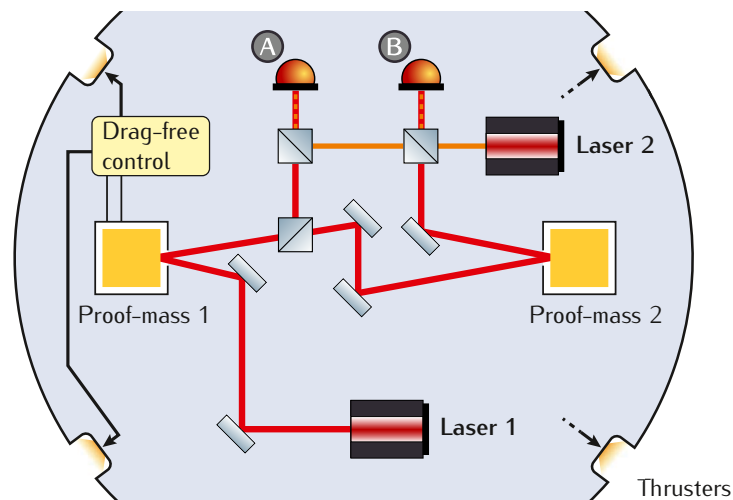 A
B
Drag-free
control
Laser 2
Proof-mass 1
Proof-mass 2
Laser 1
Thrusters